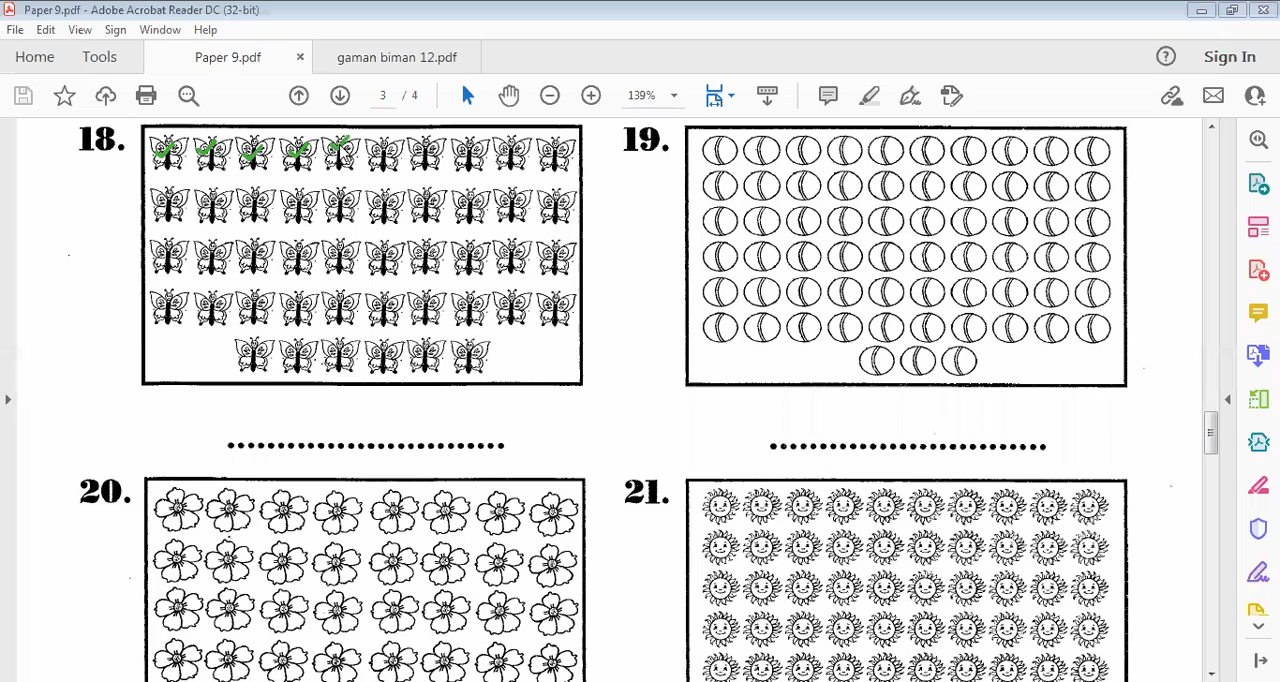 Paper 9.pdf - Adobe Acrobat Reader DC (32-bit)
File Edit View Sign Window Help
Home Tools Paper 9.pdf × gaman biman 12.pdf Sign In
3 / 4 139%
18. 19.
20. 21.